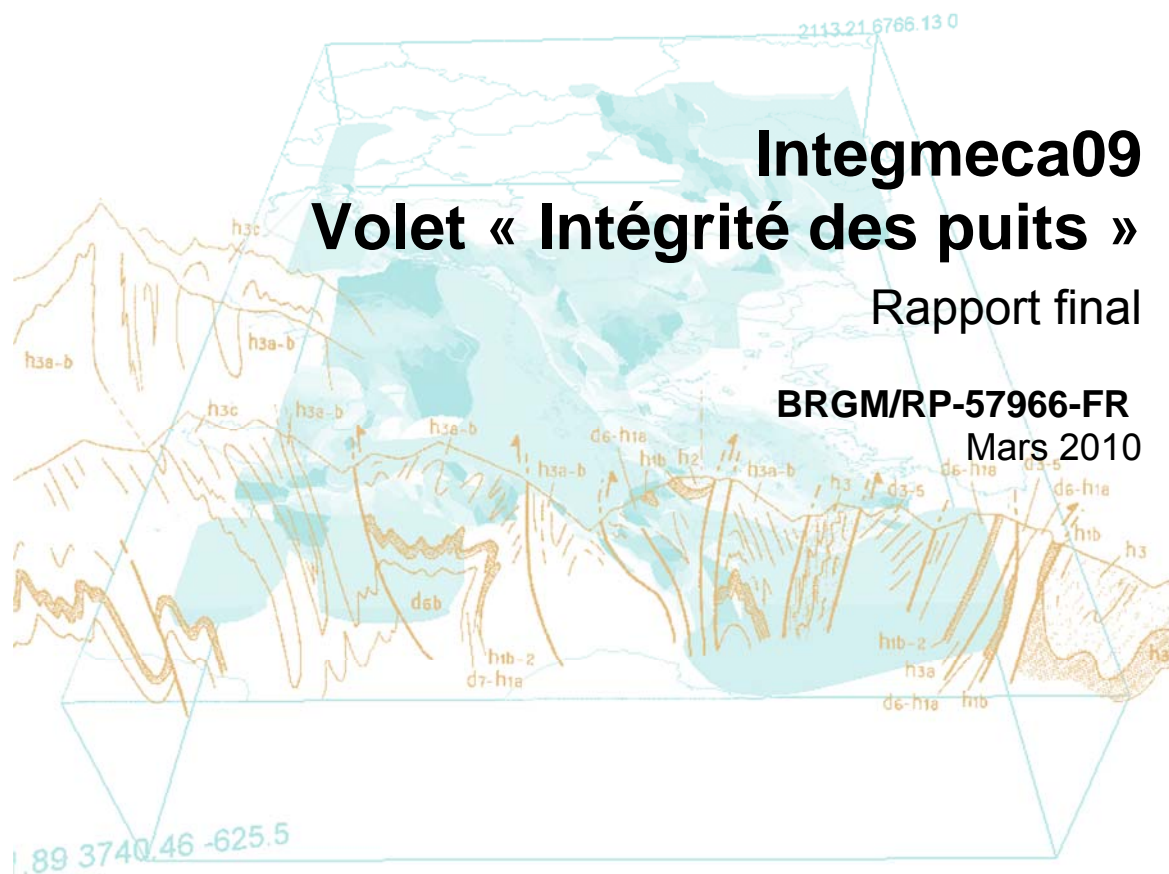 2113.21 6766.13 0
Integmeca09
Volet « Intégrité des puits »
Rapport final
BRGM/RP-57966-FR
Mars 2010
h3c
h3a-b
h3a-b
h3c
h3a-b
h3a-b
h3a-b
d6-h1a
h1b
h2
h3a-b
h3
d3-5
d6-h1a
d3-5
d6-h1a
h1b
h3
d6b
h1b-2
d7-h1a
h1b-2
h3a
d6-h1a
h1b
h3
.89 3740.46 -625.5